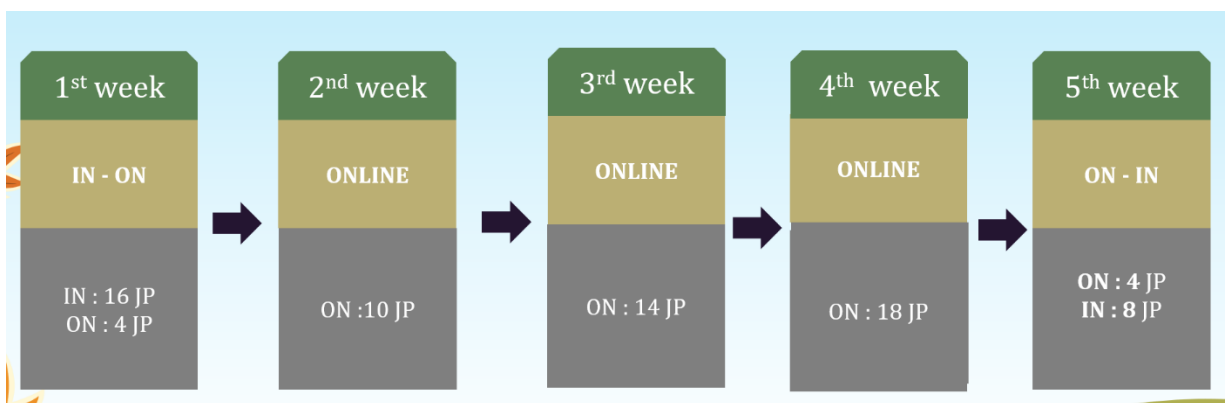 1st week
IN - ON
IN : 16 JP
ON : 4 JP
2nd week
ONLINE
ON :10 JP
3rd week
ONLINE
ON : 14 JP
4th week
ONLINE
ON : 18 JP
5th week
ON - IN
ON : 4 JP
IN : 8 JP